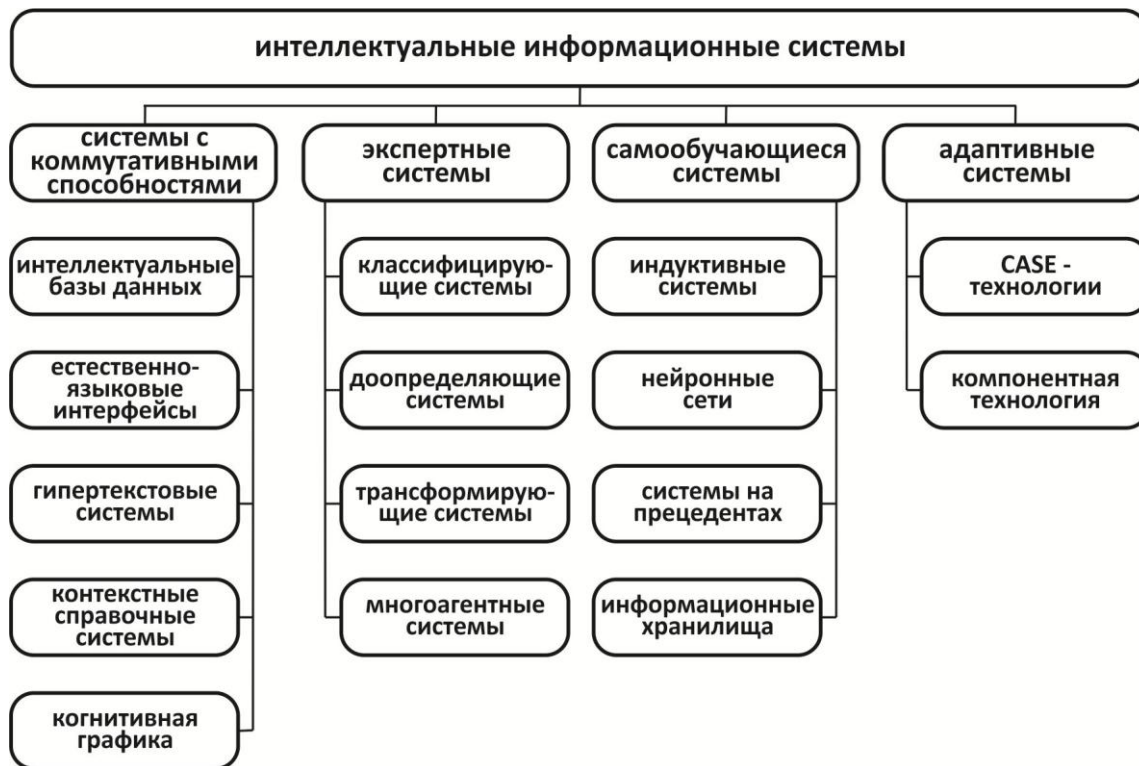 интеллектуальные информационные системы
системы с
коммутативными
способностями
экспертные
системы
самообучающиеся
системы
адаптивные
системы
интеллектуальные
базы данных
классифицирую-
щие системы
индуктивные
системы
CASE -
технологии
естественно-
языковые
интерфейсы
доопределяющие
системы
нейронные
сети
компонентная
технология
гипертекстовые
системы
трансформирую-
щие системы
системы на
прецедентах
контекстные
справочные
системы
многоагентные
системы
информационные
хранилища
когнитивная
графика